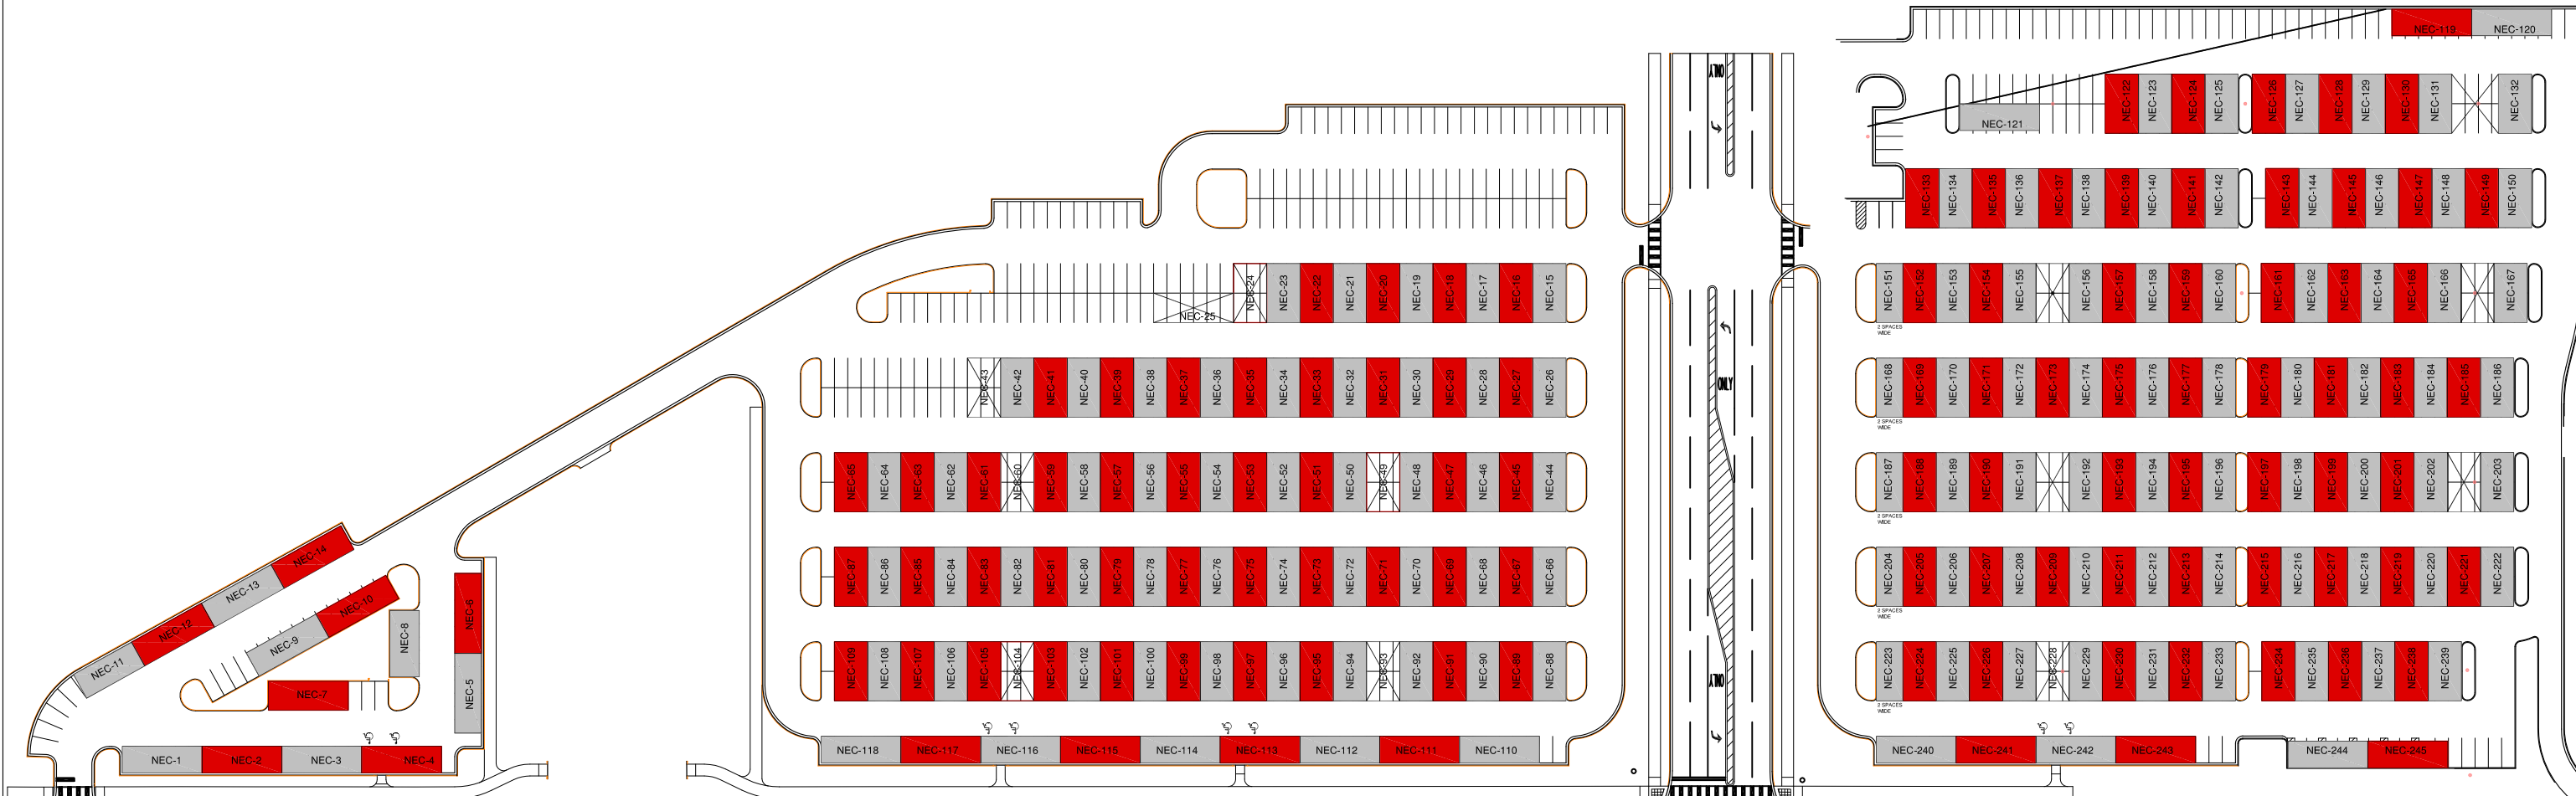 NEC-119 NEC-120
ONLY
NEC-121 NEC-122 NEC-123 NEC-124 NEC-125 NEC-126 NEC-127 NEC-128 NEC-129 NEC-130 NEC-131 NEC-132
NEC-133 NEC-134 NEC-135 NEC-136 NEC-137 NEC-138 NEC-139 NEC-140 NEC-141 NEC-142 NEC-143 NEC-144 NEC-145 NEC-146 NEC-147 NEC-148 NEC-149 NEC-150
NEC-25 NEC-24 NEC-23 NEC-22 NEC-21 NEC-20 NEC-19 NEC-18 NEC-17 NEC-16 NEC-15
NEC-151 NEC-152 NEC-153 NEC-154 NEC-155 NEC-156 NEC-157 NEC-158 NEC-159 NEC-160 NEC-161 NEC-162 NEC-163 NEC-164 NEC-165 NEC-166 NEC-167
2 SPACES
WIDE
NEC-43 NEC-42 NEC-41 NEC-40 NEC-39 NEC-38 NEC-37 NEC-36 NEC-35 NEC-34 NEC-33 NEC-32 NEC-31 NEC-30 NEC-29 NEC-28 NEC-27 NEC-26
ONLY
NEC-168 NEC-169 NEC-170 NEC-171 NEC-172 NEC-173 NEC-174 NEC-175 NEC-176 NEC-177 NEC-178 NEC-179 NEC-180 NEC-181 NEC-182 NEC-183 NEC-184 NEC-185 NEC-186
2 SPACES
WIDE
NEC-65 NEC-64 NEC-63 NEC-62 NEC-61 NEC-60 NEC-59 NEC-58 NEC-57 NEC-56 NEC-55 NEC-54 NEC-53 NEC-52 NEC-51 NEC-50 NEC-49 NEC-48 NEC-47 NEC-46 NEC-45 NEC-44
NEC-187 NEC-188 NEC-189 NEC-190 NEC-191 NEC-192 NEC-193 NEC-194 NEC-195 NEC-196 NEC-197 NEC-198 NEC-199 NEC-200 NEC-201 NEC-202 NEC-203
2 SPACES
WIDE
NEC-14
NEC-13
NEC-12
NEC-11
NEC-10
NEC-9
NEC-8
NEC-6
NEC-87 NEC-86 NEC-85 NEC-84 NEC-83 NEC-82 NEC-81 NEC-80 NEC-79 NEC-78 NEC-77 NEC-76 NEC-75 NEC-74 NEC-73 NEC-72 NEC-71 NEC-70 NEC-69 NEC-68 NEC-67 NEC-66
NEC-204 NEC-205 NEC-206 NEC-207 NEC-208 NEC-209 NEC-210 NEC-211 NEC-212 NEC-213 NEC-214 NEC-215 NEC-216 NEC-217 NEC-218 NEC-219 NEC-220 NEC-221 NEC-222
2 SPACES
WIDE
NEC-7
NEC-5
NEC-109 NEC-108 NEC-107 NEC-106 NEC-105 NEC-104 NEC-103 NEC-102 NEC-101 NEC-100 NEC-99 NEC-98 NEC-97 NEC-96 NEC-95 NEC-94 NEC-93 NEC-92 NEC-91 NEC-90 NEC-89 NEC-88
ONLY
NEC-223 NEC-224 NEC-225 NEC-226 NEC-227 NEC-228 NEC-229 NEC-230 NEC-231 NEC-232 NEC-233 NEC-234 NEC-235 NEC-236 NEC-237 NEC-238 NEC-239
2 SPACES
WIDE
NEC-1 NEC-2 NEC-3 NEC-4
NEC-118 NEC-117 NEC-116 NEC-115 NEC-114 NEC-113 NEC-112 NEC-111 NEC-110
NEC-240 NEC-241 NEC-242 NEC-243 NEC-244 NEC-245